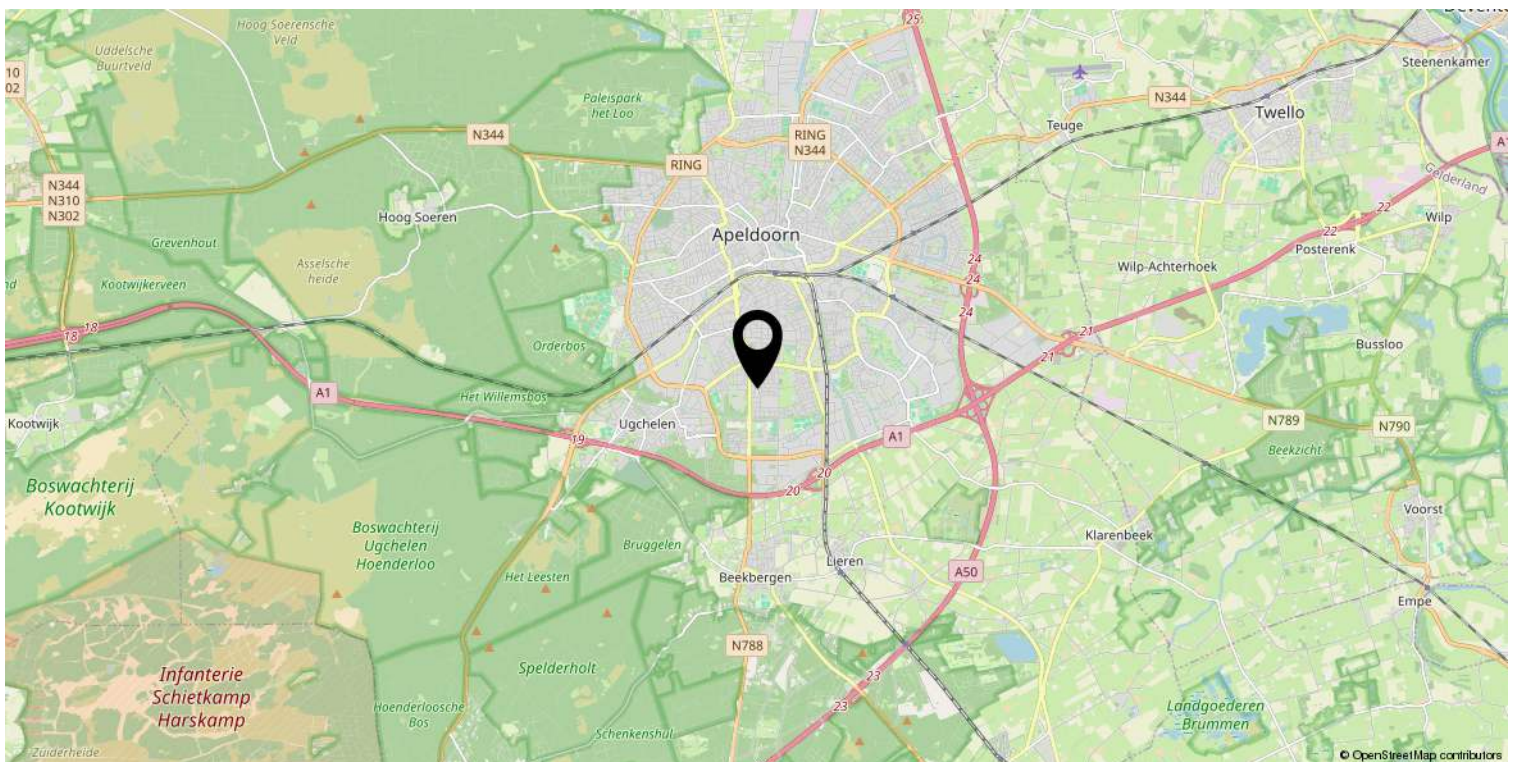 Hoog Soerensche
Veld
25
Deventer
Uddelsche
Buurtveld
Steenenkamer
10
02
Paleispark
het Loo
N344
Twello
N344
RING
N344
Teuge
RING
A1
N344
N310
N302
Gelderland
Hoog Soeren
22
Wilp
Apeldoorn
22
Grevenhout
Posterenk
Asselsche
heide
24
Wilp-Achterhoek
Kootwijkerveen
24
24
18
18
21
Orderbos
Bussloo
21
A1
Het Willemsbos
Kootwijk
Ugchelen
N789
N790
A1
19
Beekzicht
20
20
Boswachterij
Kootwijk
Voorst
Boswachterij
Ugchelen
Hoenderloo
Klarenbeek
Bruggelen
Lieren
Het Leesten
Beekbergen
A50
Empe
N788
Spelderholt
Infanterie
Schietkamp
Harskamp
23
23
Hoenderloosche
Bos
Landgoederen
Brummen
Schenkenshul
Zuiderheide
© OpenStreetMap contributors